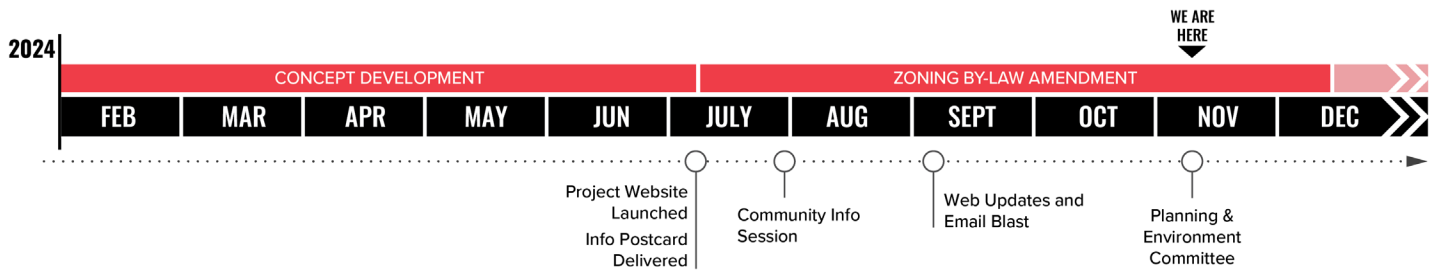 WE ARE
HERE
2024
CONCEPT DEVELOPMENT
ZONING BY-LAW AMENDMENT
FEB
MAR
APR
MAY
JUN
JULY
AUG
SEPT
OCT
NOV
DEC
Project Website
Launched
Info Postcard
Delivered
Community Info
Session
Web Updates and
Email Blast
Planning &
Environment
Committee